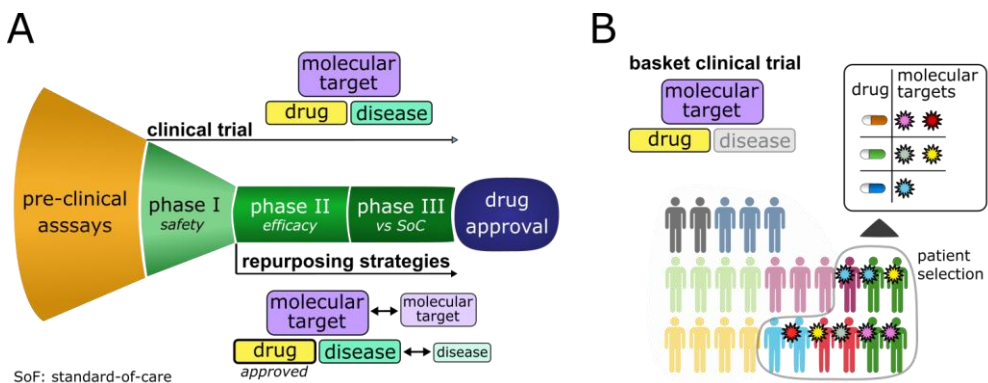 A
molecular
target
drug
disease
clinical trial
pre-clinical
asssays
phase I
safety
phase II
efficacy
phase III
vs SoC
drug
approval
repurposing strategies
molecular
target
molecular
target
drug
disease
disease
approved
SoF: standard-of-care
B
basket clinical trial
molecular
target
drug
disease
drug
molecular
targets
patient
selection